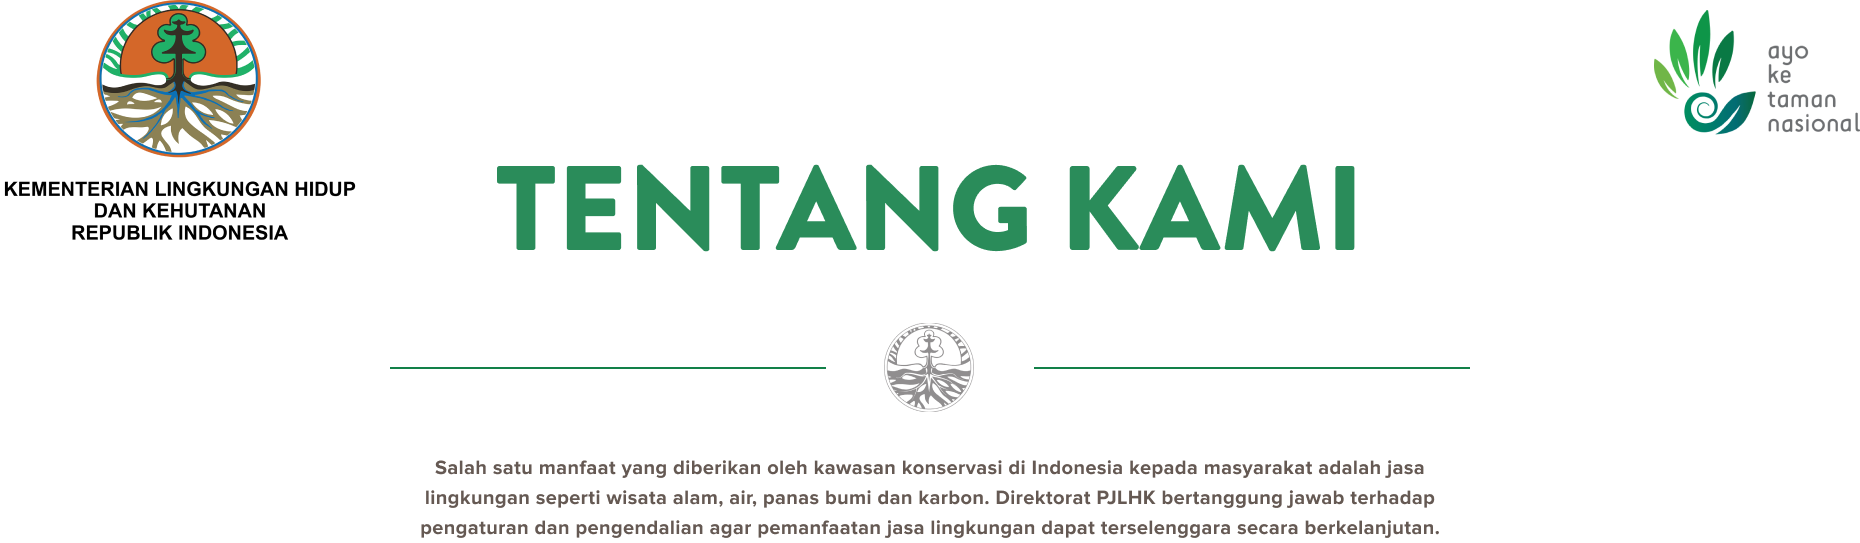 KEMENTERIAN LINGKUNGAN HIDUP
DAN KEHUTANAN
REPUBLIK INDONESIA
ayo
ke
taman
nasional
TENTANG KAMI
Salah satu manfaat yang diberikan oleh kawasan konservasi di Indonesia kepada masyarakat adalah jasa
lingkungan seperti wisata alam, air, panas bumi dan karbon. Direktorat PJLHK bertanggung jawab terhadap
pengaturan dan pengendalian agar pemanfaatan jasa lingkungan dapat terselenggara secara berkelanjutan.